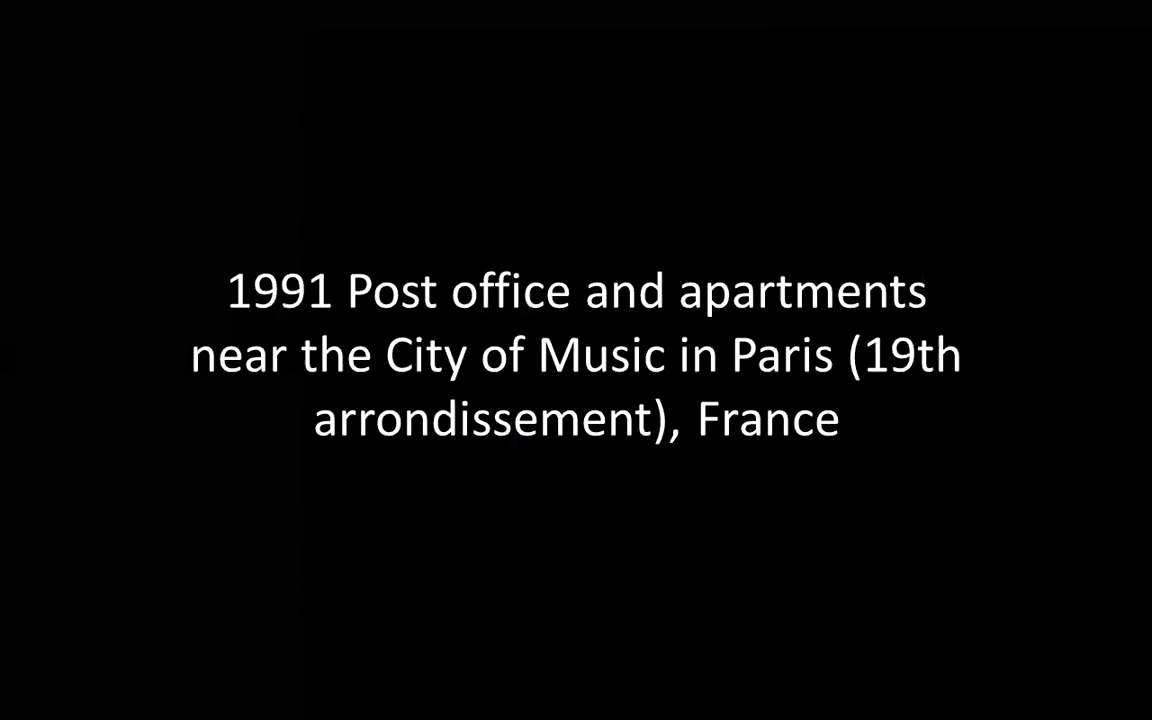 1991 Post office and apartments
near the City of Music in Paris (19th
arrondissement), France